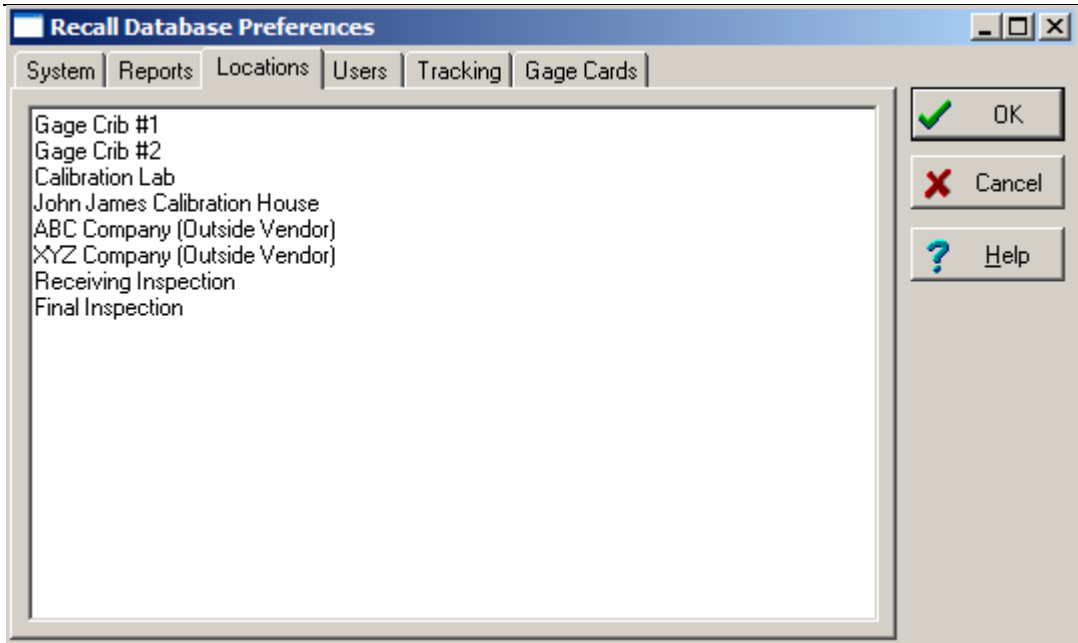 Recall Database Preferences
System Reports Locations Users Tracking Gage Cards
Gage Crib #1
Gage Crib #2
Calibration Lab
John James Calibration House
ABC Company (Outside Vendor)
XYZ Company (Outside Vendor)
Receiving Inspection
Final Inspection
OK
Cancel
Help